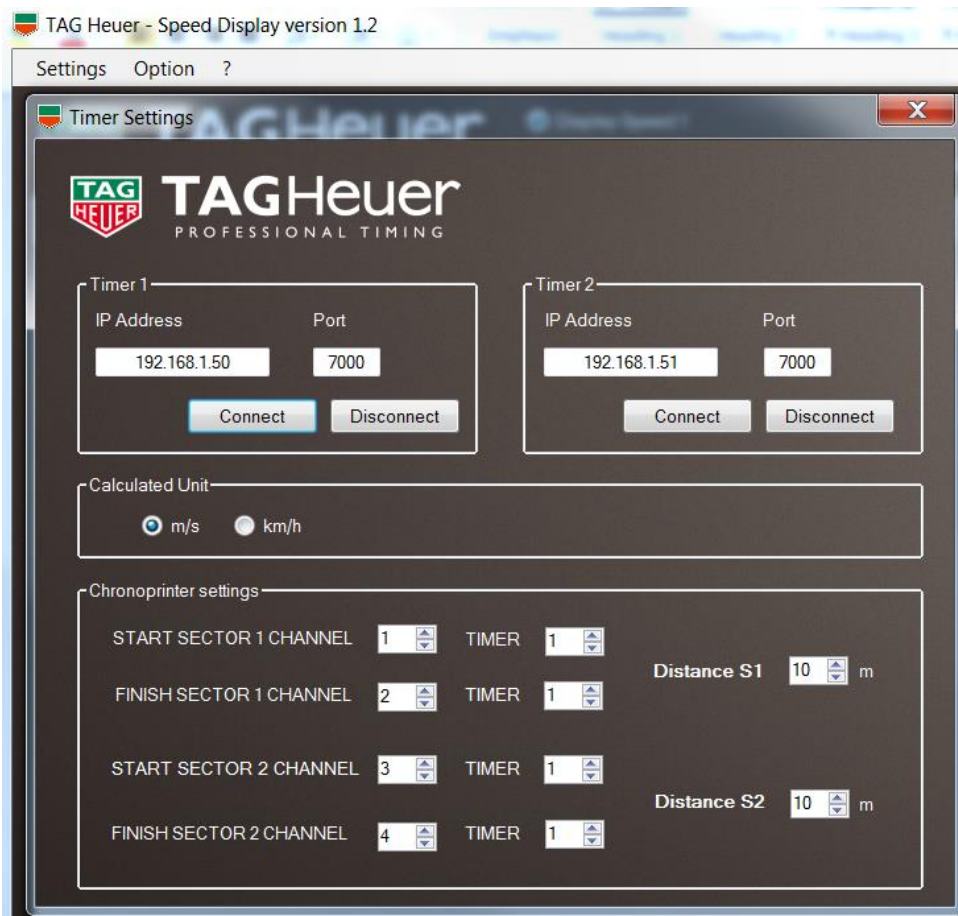 TAG Heuer - Speed Display version 1.2
Settings Option ?
Timer Settings
TAGHeuer
Display Speed 1
X
TAG
HEUER
TAGHeuer
PROFESSIONAL TIMING
Timer 1
IP Address Port
192.168.1.50 7000
Connect Disconnect
Timer 2
IP Address Port
192.168.1.51 7000
Connect Disconnect
Calculated Unit
m/s km/h
Chronoprinter settings
START SECTOR 1 CHANNEL 1 TIMER 1
Distance S1 10 m
FINISH SECTOR 1 CHANNEL 2 TIMER 1
START SECTOR 2 CHANNEL 3 TIMER 1
Distance S2 10 m
FINISH SECTOR 2 CHANNEL 4 TIMER 1